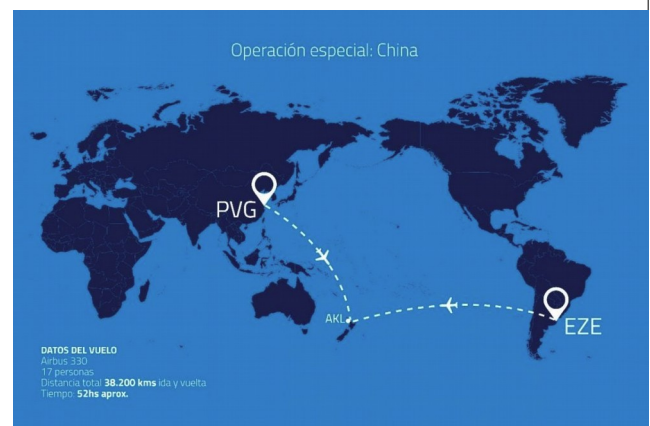 Operación especial: China
PVG
AKL
EZE
DATOS DEL VUELO
Airbus 330
17 personas
Distancia total 38.200 kms ida y vuelta
Tiempo: 52hs aprox.